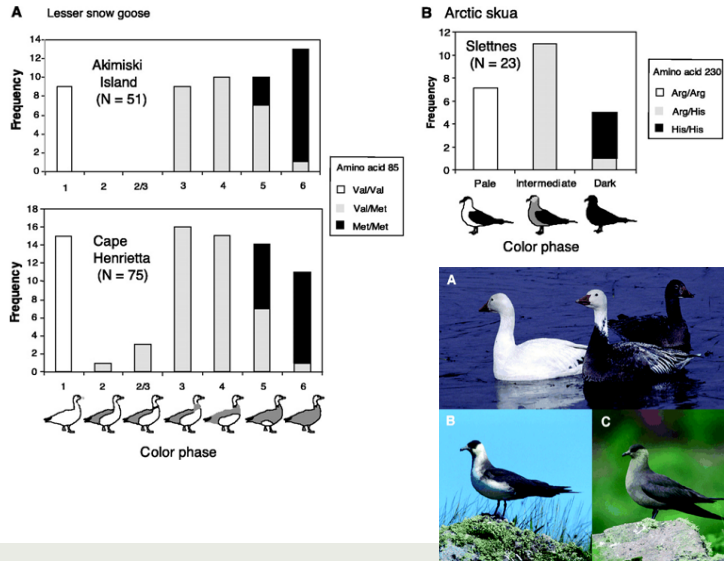 A Lesser snow goose
14
12
10
8
6
4
2
0
Frequency
Akimiski
Island
(N = 51)
1 2 2/3 3 4 5 6
Amino acid 85
Val/Val
Val/Met
Met/Met
18
16
14
12
10
8
6
4
2
0
Frequency
Cape
Henrietta
(N = 75)
1 2 2/3 3 4 5 6
Color phase
B Arctic skua
12
10
8
6
4
2
0
Frequency
Slettnes
(N = 23)
Pale Intermediate Dark
Color phase
Amino acid 230
Arg/Arg
Arg/His
His/His
A
B
C